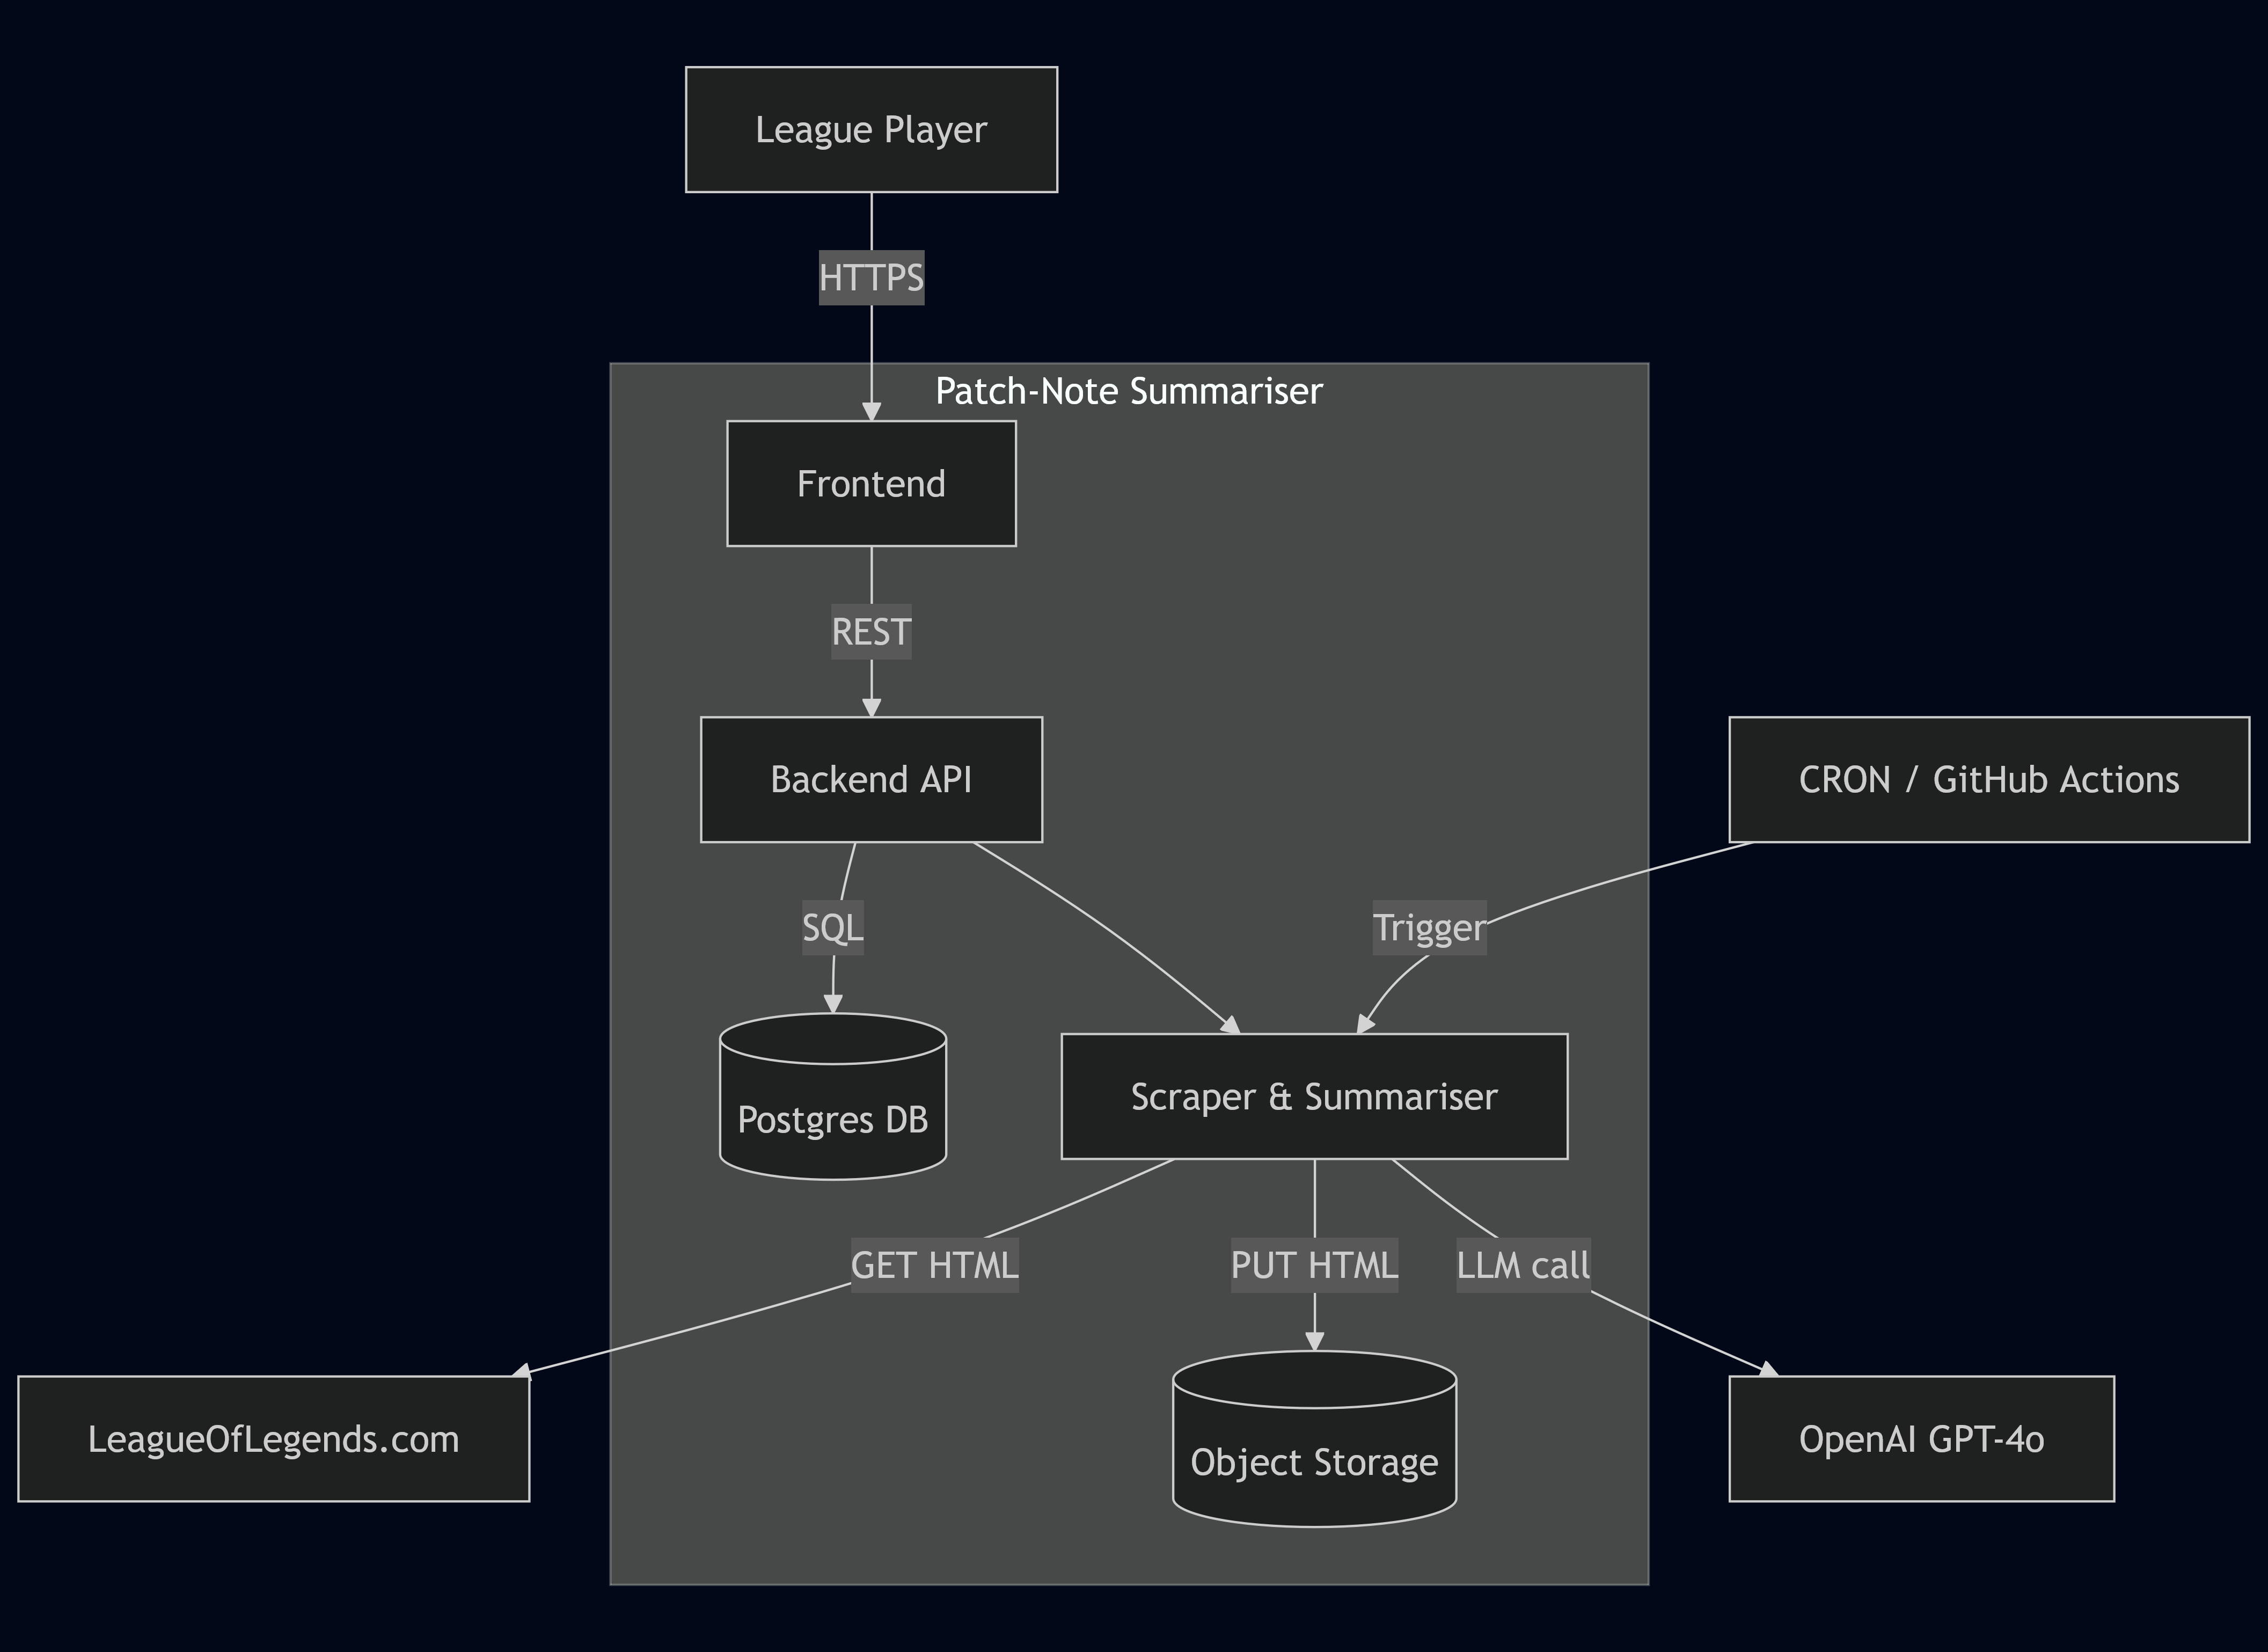 League Player
HTTPS
Patch-Note Summariser
Frontend
REST
Backend API
CRON / GitHub Actions
SQL
Trigger
Postgres DB
Scraper & Summariser
GET HTML
PUT HTML
LLM call
LeagueOfLegends.com
Object Storage
OpenAI GPT-4o